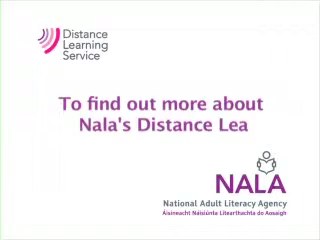 Distance
Learning
Service
To find out more about
Nala's Distance Lea
NALA
National Adult Literacy Agency
Áisíneacht Náisiúnta Litearthachta do Aosaigh